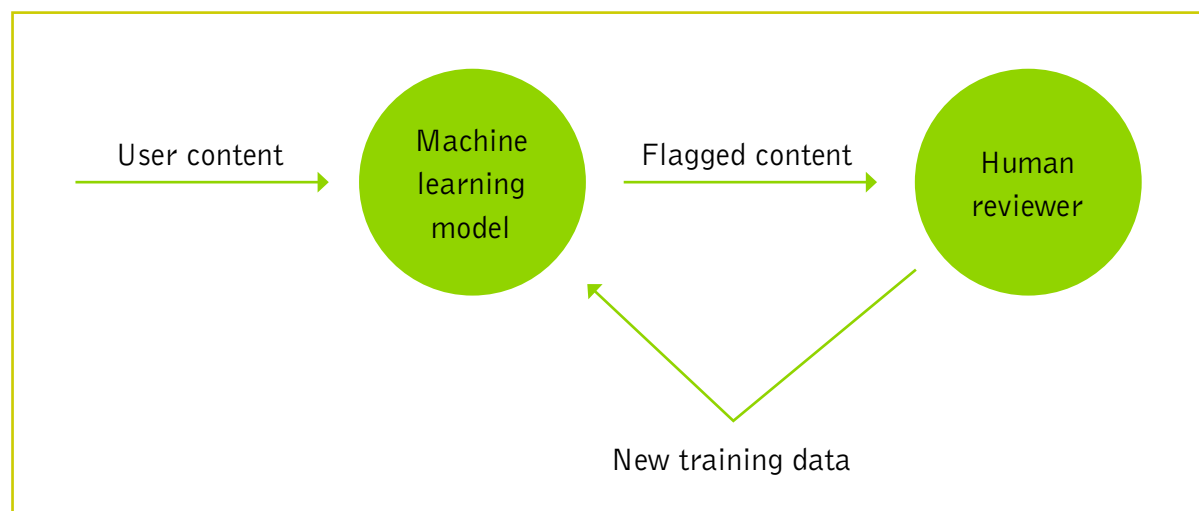 User content
Machine
learning
model
Flagged content
Human
reviewer
New training data